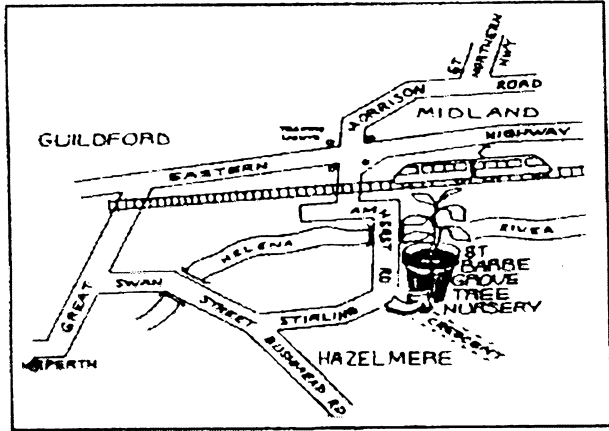 GT
NORTHERN
HWY
MORRISON
ROAD
MIDLAND
GUILDFORD
HIGHWAY
EASTERN
AMHERST RD
HELENA
RIVER
ST
BARBE
GROVE
TREE
NURSERY
GREAT
SWAN
STREET
STIRLING
CRESCENT
BUSHMEAD RD
HAZELMERE
PERTH